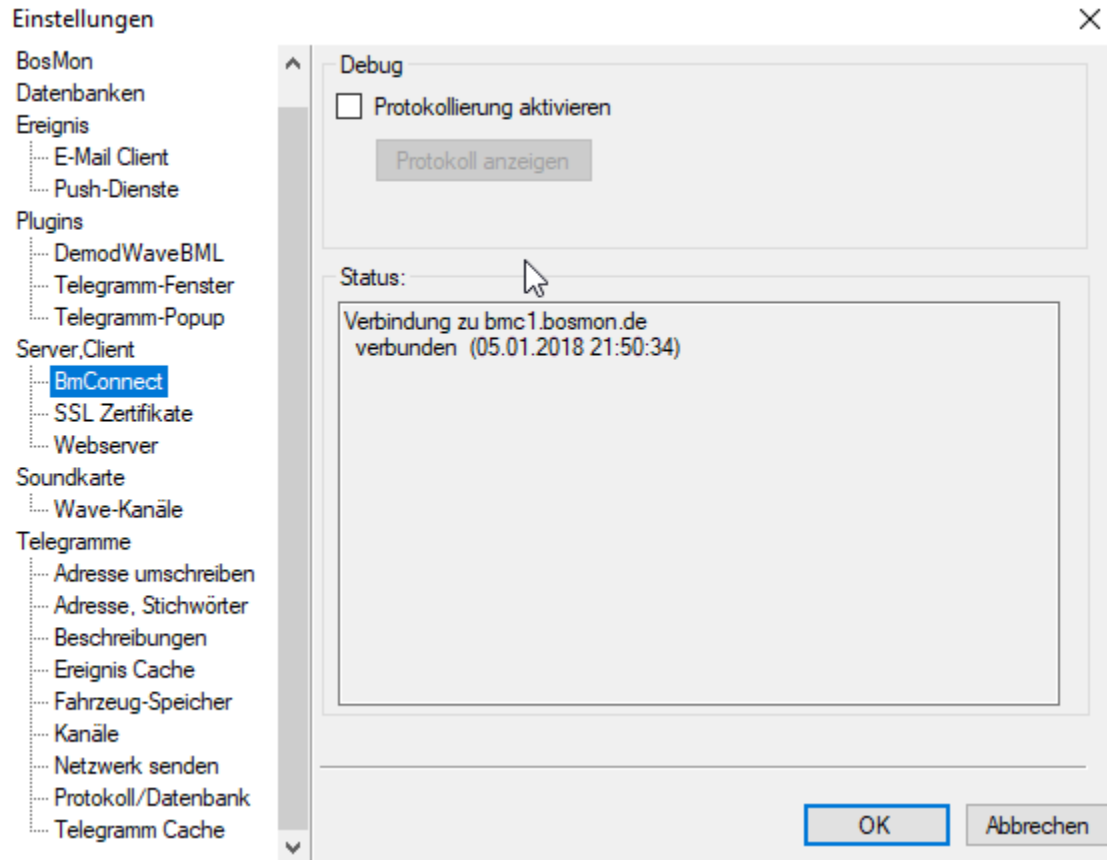 Einstellungen
BosMon
Datenbanken
Ereignis
E-Mail Client
Push-Dienste
Plugins
DemodWaveBML
Telegramm-Fenster
Telegramm-Popup
Server,Client
BmConnect
SSL Zertifikate
Webserver
Soundkarte
Wave-Kanäle
Telegramme
Adresse umschreiben
Adresse, Stichwörter
Beschreibungen
Ereignis Cache
Fahrzeug-Speicher
Kanäle
Netzwerk senden
Protokoll/Datenbank
Telegramm Cache
Debug
Protokollierung aktivieren
Protokoll anzeigen
Status:
Verbindung zu bmc1.bosmon.de
verbunden (05.01.2018 21:50:34)
OK
Abbrechen